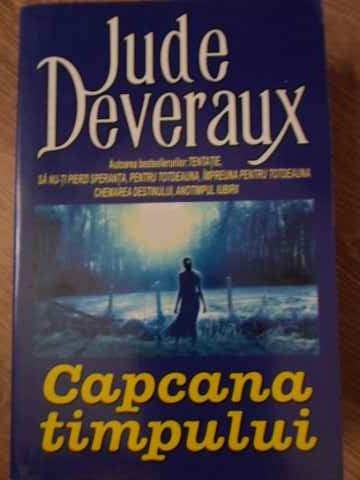 Jude
Deveraux
Autoarea bestsellerurilor: TENTAȚIE,
SĂ NU-ȚI PIERZI SPERANȚA, PENTRU TOTDEAUNA, ÎMPREUNĂ PENTRU TOTDEAUNA
CHEMAREA DESTINULUI, ANOTIMPUL IUBIRII
Capcana
timpului